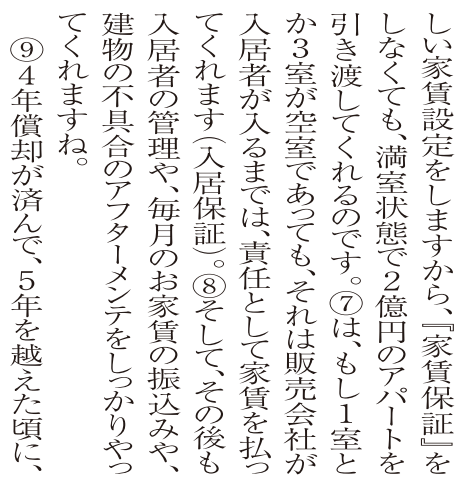 しい家賃設定をしますから、『家賃保証』を
しなくても、満室状態で２億円のアパートを
引き渡してくれるのです。⑦は、もし１室と
か３室が空室であっても、それは販売会社が
入居者が入るまでは、責任として家賃を払っ
てくれます（入居保証）。⑧そして、その後も
入居者の管理や、毎月のお家賃の振込みや、
建物の不具合のアフターメンテをしっかりやっ
てくれますね。
⑨４年償却が済んで、５年を越えた頃に、